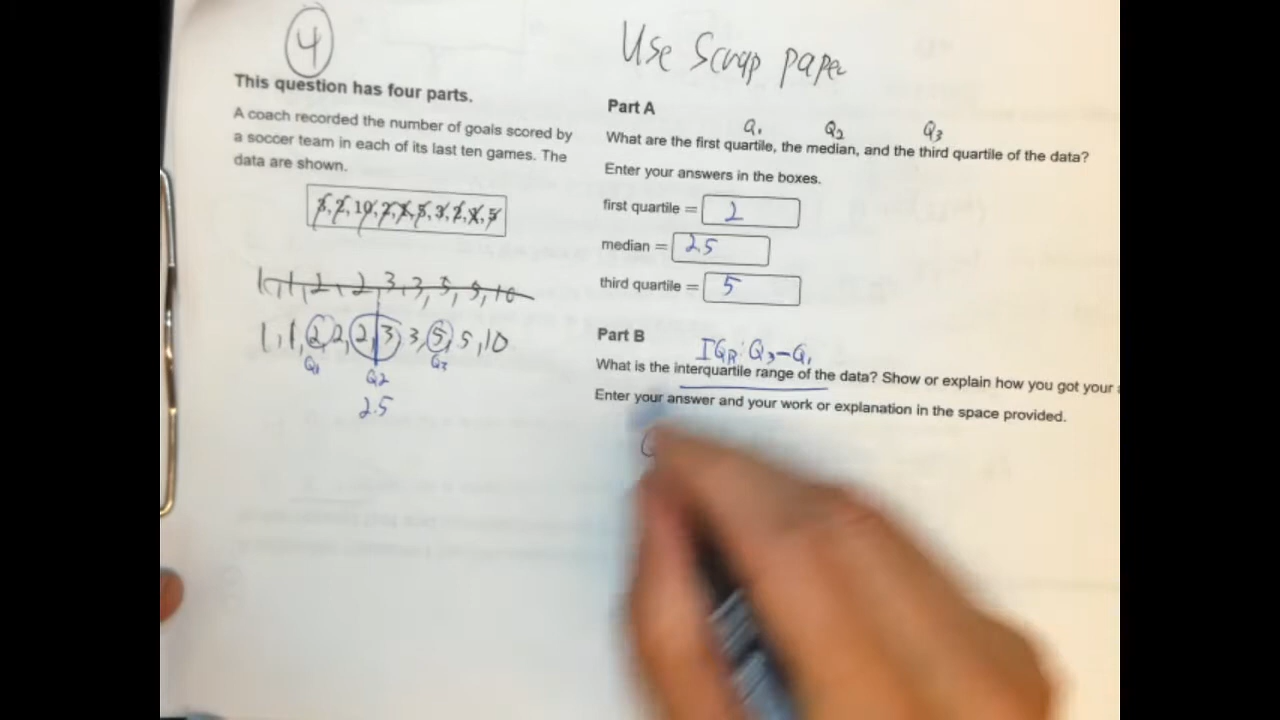 4
Use Scrap paper
This question has four parts.
A coach recorded the number of goals scored by
a soccer team in each of its last ten games. The
data are shown.
1, 1, 2, 2, 3, 3, 5, 5, 10
1, 1, 2, 2, 2, 3, 3, 5, 5, 10
Q1 Q2 Q3
2.5
Part A
Q1 Q2 Q3
What are the first quartile, the median, and the third quartile of the data?
Enter your answers in the boxes.
first quartile = 2
median = 2.5
third quartile = 5
Part B
IQR: Q3-Q1
What is the interquartile range of the data? Show or explain how you got your
Enter your answer and your work or explanation in the space provided.